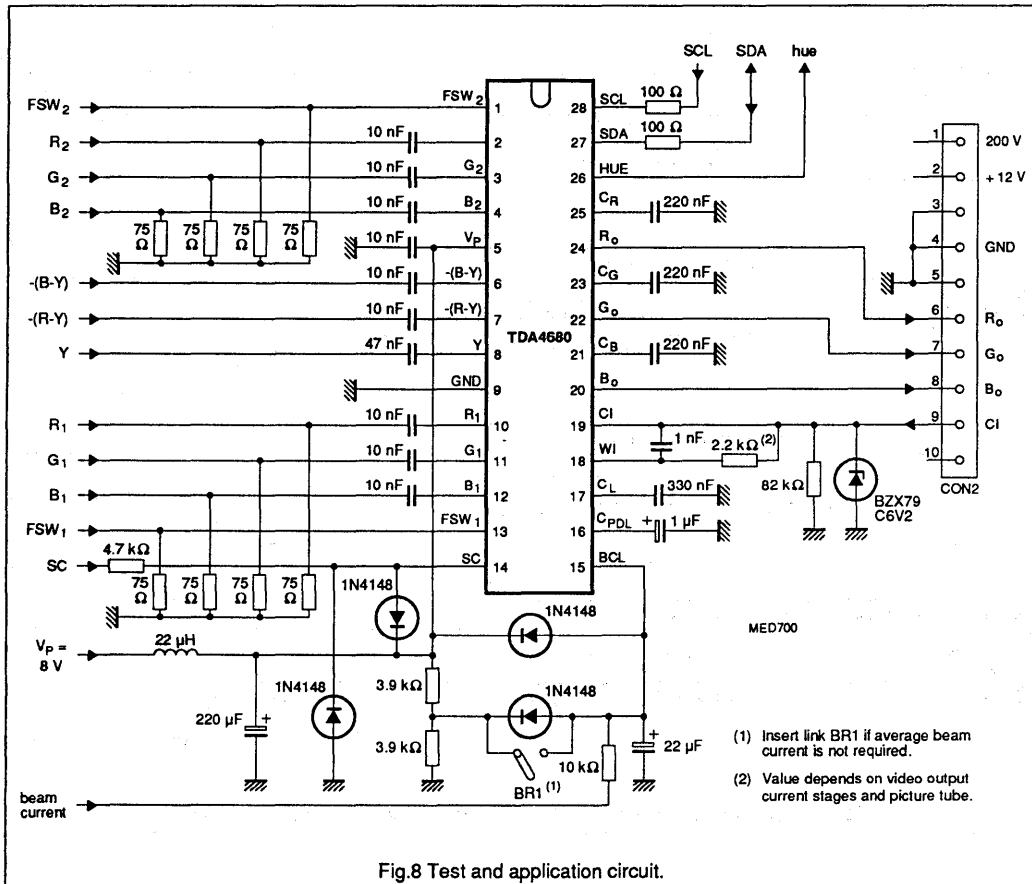 SCL SDA hue
FSW2 FSW2 1 28 SCL 100 Ω
R2 10 nF 2 27 SDA 100 Ω 1 200 V
G2 10 nF G2 3 26 HUE 2 + 12 V
B2 10 nF B2 4 25 CR 220 nF 3
75 Ω 75 Ω 75 Ω 75 Ω
10 nF VP 5 24 Ro 4 GND
-(B-Y) 10 nF 6 23 CG 220 nF 5
-(R-Y) 10 nF -(R-Y) 7 22 Go 6 Ro
TDA4680
Y 47 nF Y 8 21 CB 220 nF 7 Go
GND 9 20 Bo 8 Bo
R1 10 nF R1 10 19 CI 9 CI
1 nF 2.2 kΩ (2)
G1 10 nF G1 11 18 WI 10
B1 10 nF B1 12 17 CL 330 nF 82 kΩ CON2
BZX79
C6V2
FSW1 FSW1 13 16 CPDL + 1 µF
4.7 kΩ
SC SC 14 15 BCL
75 Ω 75 Ω 75 Ω 75 Ω 1N4148
1N4148
MED700
VP =
8 V
22 µH
3.9 kΩ 1N4148
220 µF + 1N4148
3.9 kΩ + 22 µF
10 kΩ
BR1 (1)
beam
current
(1) Insert link BR1 if average beam
current is not required.
(2) Value depends on video output
current stages and picture tube.
Fig.8 Test and application circuit.